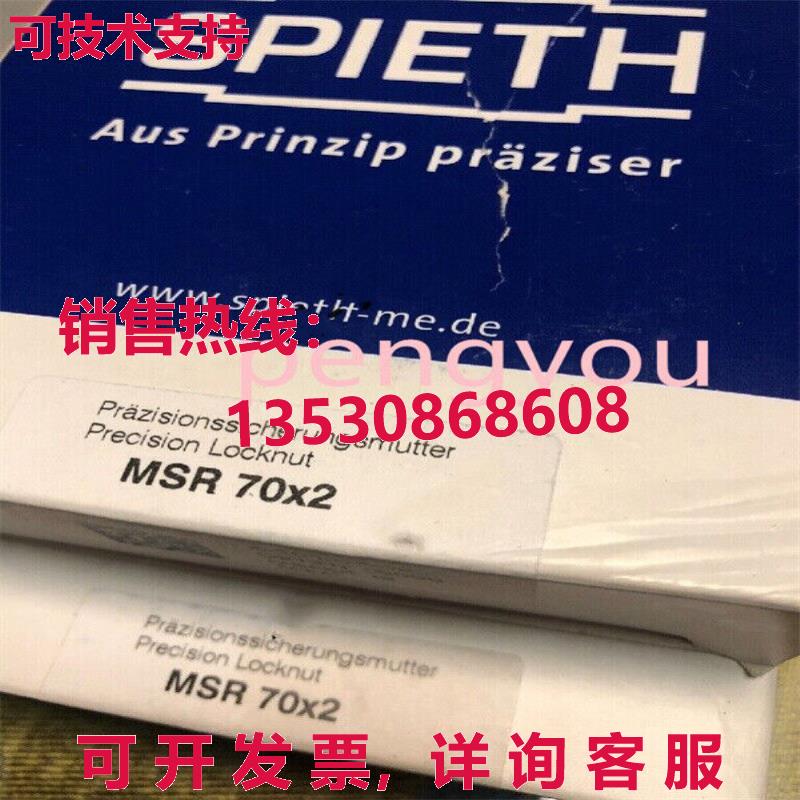 可技术支持
SPIETH
Aus Prinzip präziser
www.spieth-me.de
销售热线：
pengyou
13530868608
Präzisionssicherungsmutter
Precision Locknut
MSR 70x2
Präzisionssicherungsmutter
Precision Locknut
MSR 70x2
可开发票，详询客服